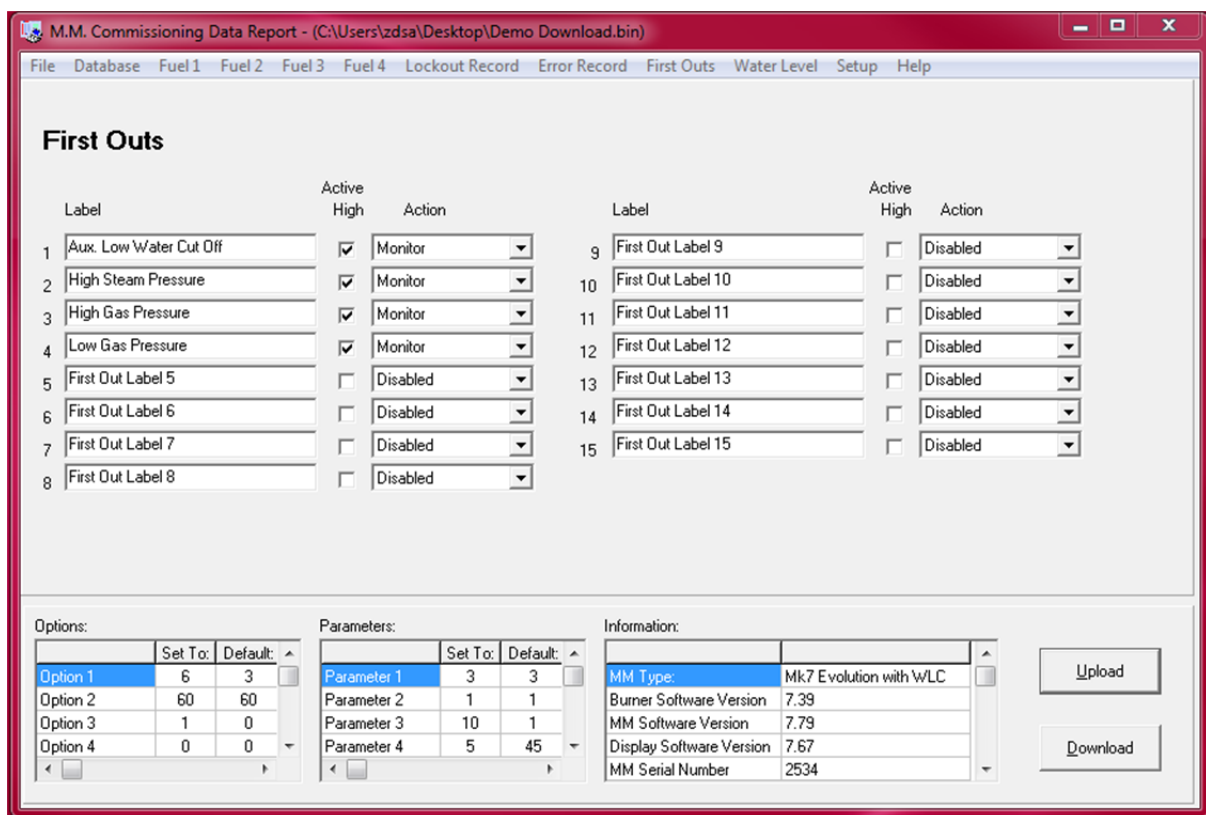 M.M. Commissioning Data Report - (C:\Users\zdsa\Desktop\Demo Download.bin)
File Database Fuel 1 Fuel 2 Fuel 3 Fuel 4 Lockout Record Error Record First Outs Water Level Setup Help
First Outs
Label Active High Action Label Active High Action
1 Aux. Low Water Cut Off Monitor 9 First Out Label 9 Disabled
2 High Steam Pressure Monitor 10 First Out Label 10 Disabled
3 High Gas Pressure Monitor 11 First Out Label 11 Disabled
4 Low Gas Pressure Monitor 12 First Out Label 12 Disabled
5 First Out Label 5 Disabled 13 First Out Label 13 Disabled
6 First Out Label 6 Disabled 14 First Out Label 14 Disabled
7 First Out Label 7 Disabled 15 First Out Label 15 Disabled
8 First Out Label 8 Disabled
Options: Parameters: Information:
Set To: Default: Set To: Default:
Option 1 6 3 Parameter 1 3 3 MM Type: Mk7 Evolution with WLC Upload
Option 2 60 60 Parameter 2 1 1 Burner Software Version 7.39
Option 3 1 0 Parameter 3 10 1 MM Software Version 7.79
Option 4 0 0 Parameter 4 5 45 Display Software Version 7.67 Download
MM Serial Number 2534